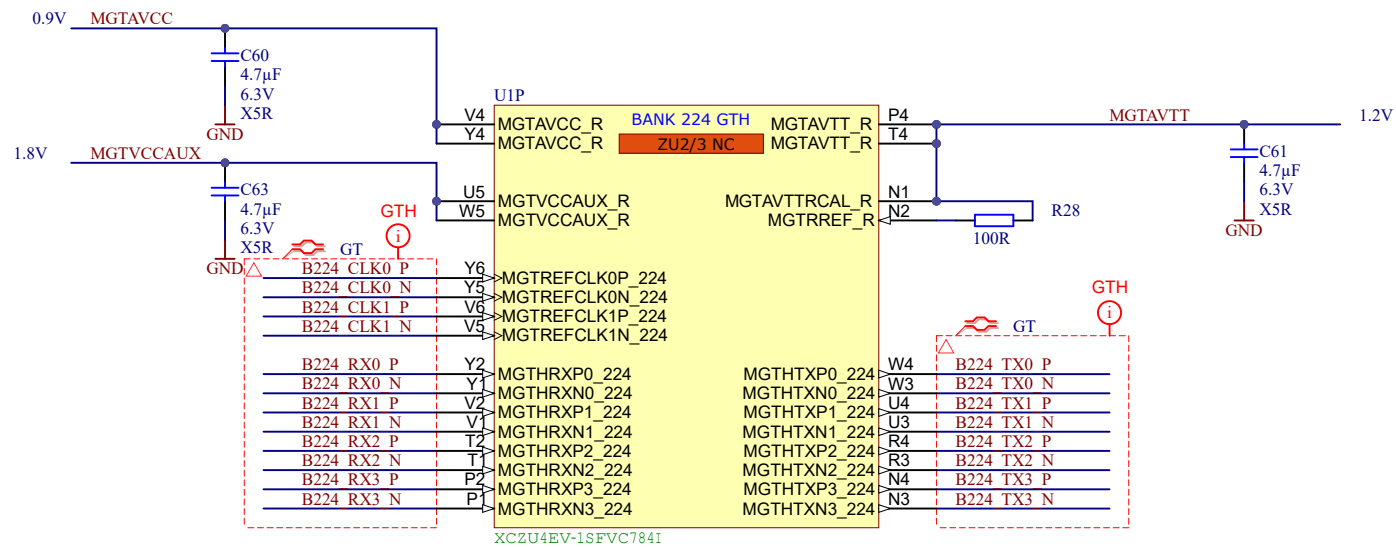 0.9V MGTAVCC
C60
4.7µF
6.3V
X5R
GND
1.8V MGTVCCAUX
C63
4.7µF
6.3V
X5R
GND
U1P
BANK 224 GTH
ZU2/3 NC
V4 MGTAVCC_R
Y4 MGTAVCC_R
U5 MGTVCCAUX_R
W5 MGTVCCAUX_R
MGTAVTT_R P4
MGTAVTT_R T4
MGTAVTTRCAL_R N1
MGTRREF_R N2
MGTAVTT 1.2V
C61
4.7µF
6.3V
X5R
GND
R28
100R
GTH
i
GT
B224_CLK0_P Y6 MGTREFCLK0P_224
B224_CLK0_N Y5 MGTREFCLK0N_224
B224_CLK1_P V6 MGTREFCLK1P_224
B224_CLK1_N V5 MGTREFCLK1N_224
B224_RX0_P Y2 MGTHRXP0_224
B224_RX0_N Y1 MGTHRXN0_224
B224_RX1_P V2 MGTHRXP1_224
B224_RX1_N V1 MGTHRXN1_224
B224_RX2_P T2 MGTHRXP2_224
B224_RX2_N T1 MGTHRXN2_224
B224_RX3_P P2 MGTHRXP3_224
B224_RX3_N P1 MGTHRXN3_224
GTH
i
GT
MGTHTXP0_224 W4 B224_TX0_P
MGTHTXN0_224 W3 B224_TX0_N
MGTHTXP1_224 U4 B224_TX1_P
MGTHTXN1_224 U3 B224_TX1_N
MGTHTXP2_224 R4 B224_TX2_P
MGTHTXN2_224 R3 B224_TX2_N
MGTHTXP3_224 N4 B224_TX3_P
MGTHTXN3_224 N3 B224_TX3_N
XCZU4EV-1SFVC784I